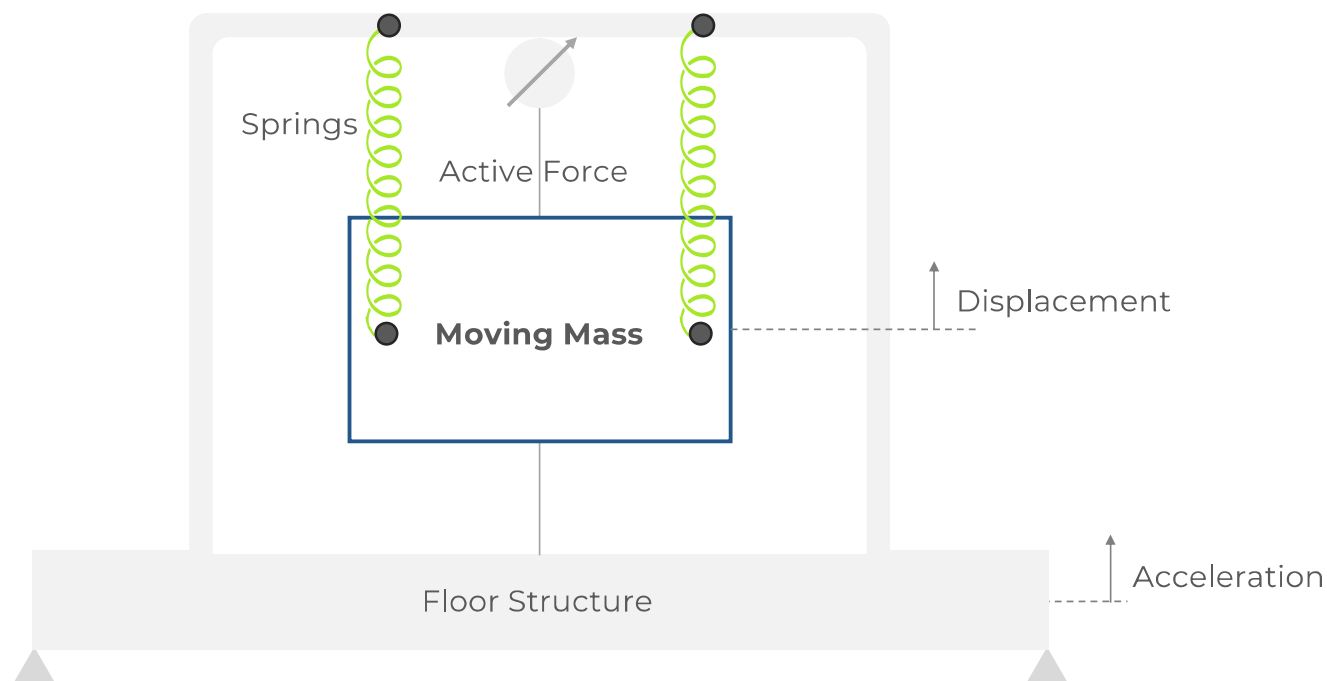 Springs
Active Force
Displacement
Moving Mass
Acceleration
Floor Structure